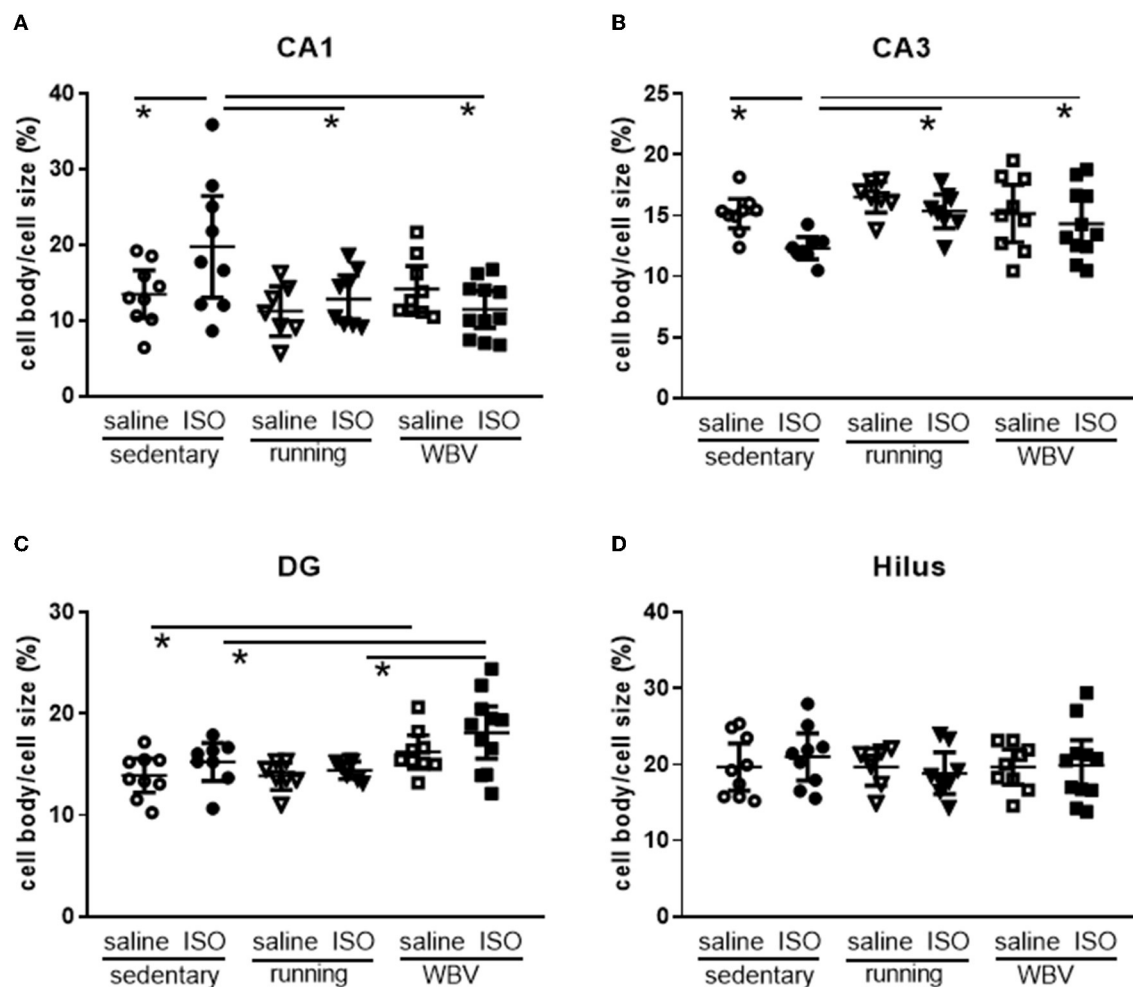 A
CA1
cell body/cell size (%)
40
30
20
10
0
*
*
*
saline ISO saline ISO saline ISO
sedentary running WBV
B
CA3
cell body/cell size (%)
25
20
15
10
5
0
*
*
*
saline ISO saline ISO saline ISO
sedentary running WBV
C
DG
cell body/cell size (%)
30
20
10
0
*
*
*
saline ISO saline ISO saline ISO
sedentary running WBV
D
Hilus
cell body/cell size (%)
40
30
20
10
0
saline ISO saline ISO saline ISO
sedentary running WBV